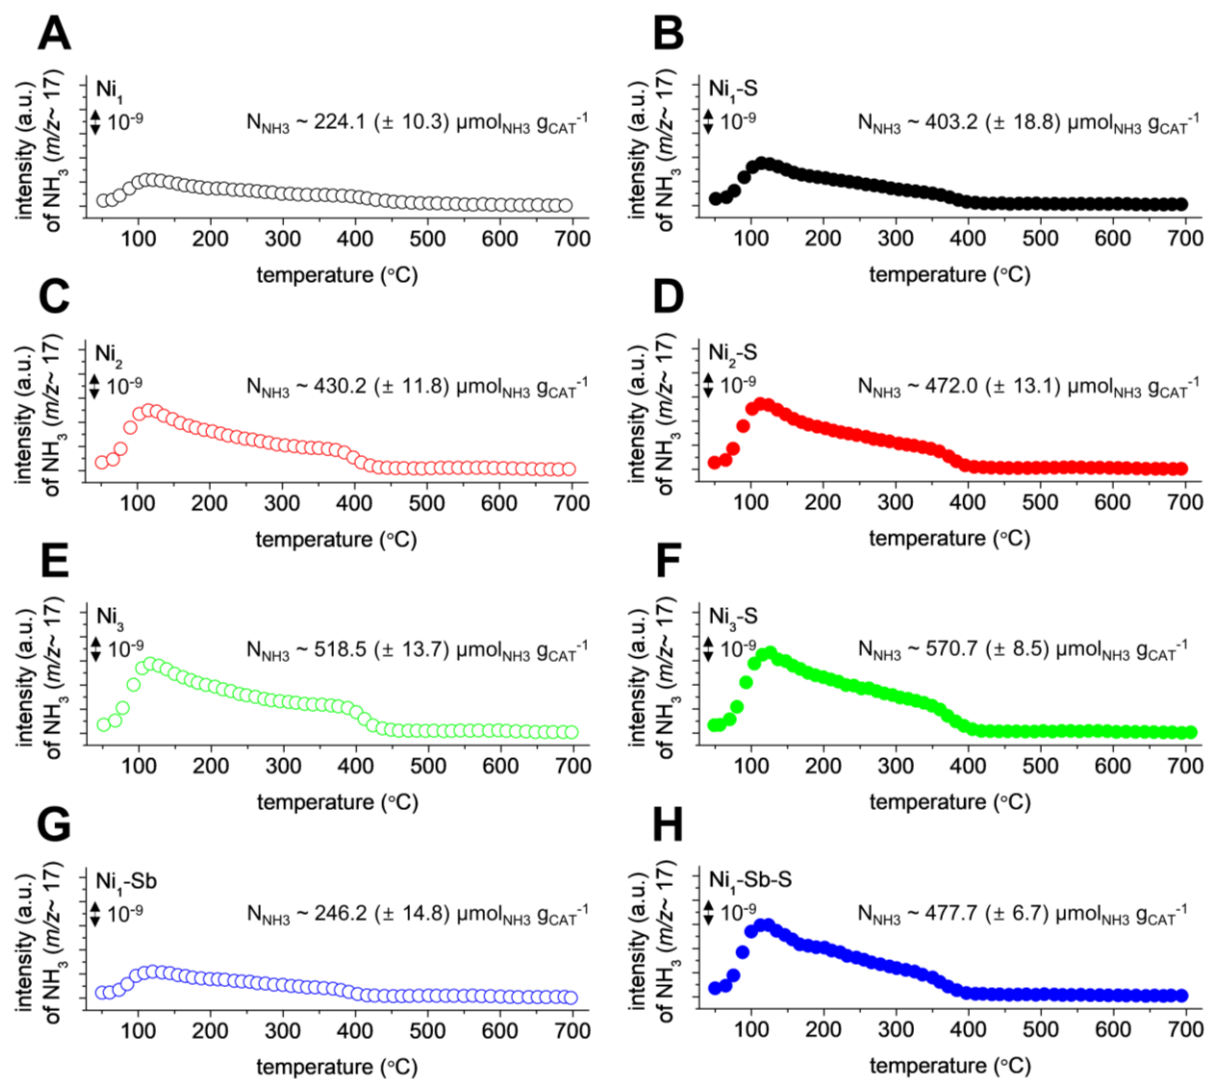 A
intensity (a.u.)
of NH3 (m/z~ 17)
Ni1
10-9
NNH3 ~ 224.1 (± 10.3) µmolNH3 gCAT-1
100 200 300 400 500 600 700
temperature (°C)
B
intensity (a.u.)
of NH3 (m/z~ 17)
Ni1-S
10-9
NNH3 ~ 403.2 (± 18.8) µmolNH3 gCAT-1
100 200 300 400 500 600 700
temperature (°C)
C
intensity (a.u.)
of NH3 (m/z~ 17)
Ni2
10-9
NNH3 ~ 430.2 (± 11.8) µmolNH3 gCAT-1
100 200 300 400 500 600 700
temperature (°C)
D
intensity (a.u.)
of NH3 (m/z~ 17)
Ni2-S
10-9
NNH3 ~ 472.0 (± 13.1) µmolNH3 gCAT-1
100 200 300 400 500 600 700
temperature (°C)
E
intensity (a.u.)
of NH3 (m/z~ 17)
Ni3
10-9
NNH3 ~ 518.5 (± 13.7) µmolNH3 gCAT-1
100 200 300 400 500 600 700
temperature (°C)
F
intensity (a.u.)
of NH3 (m/z~ 17)
Ni3-S
10-9
NNH3 ~ 570.7 (± 8.5) µmolNH3 gCAT-1
100 200 300 400 500 600 700
temperature (°C)
G
intensity (a.u.)
of NH3 (m/z~ 17)
Ni1-Sb
10-9
NNH3 ~ 246.2 (± 14.8) µmolNH3 gCAT-1
100 200 300 400 500 600 700
temperature (°C)
H
intensity (a.u.)
of NH3 (m/z~ 17)
Ni1-Sb-S
10-9
NNH3 ~ 477.7 (± 6.7) µmolNH3 gCAT-1
100 200 300 400 500 600 700
temperature (°C)